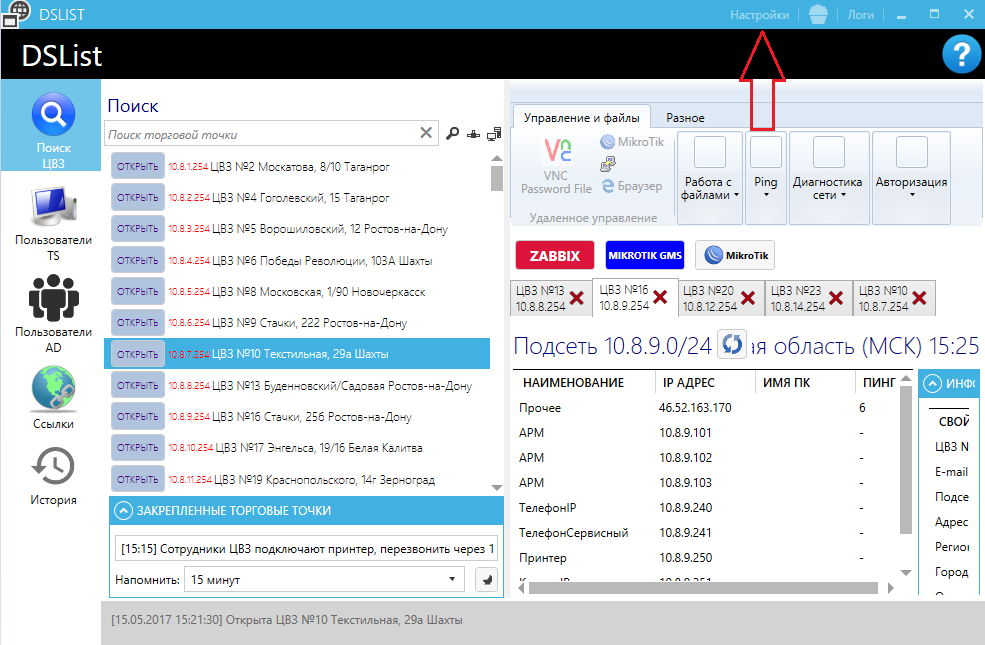 DSLIST
Настройки
Логи
DSList
?
Поиск
ЦВЗ
Пользователи
TS
Пользователи
AD
Ссылки
История
Поиск
Поиск торговой точки
ОТКРЫТЬ 10.8.1.254 ЦВЗ №2 Москатова, 8/10 Таганрог
ОТКРЫТЬ 10.8.2.254 ЦВЗ №4 Гоголевский, 15 Таганрог
ОТКРЫТЬ 10.8.3.254 ЦВЗ №5 Ворошиловский, 12 Ростов-на-Дону
ОТКРЫТЬ 10.8.4.254 ЦВЗ №6 Победы Революции, 103А Шахты
ОТКРЫТЬ 10.8.5.254 ЦВЗ №8 Московская, 1/90 Новочеркасск
ОТКРЫТЬ 10.8.6.254 ЦВЗ №9 Стачки, 222 Ростов-на-Дону
ОТКРЫТЬ 10.8.7.254 ЦВЗ №10 Текстильная, 29а Шахты
ОТКРЫТЬ 10.8.8.254 ЦВЗ №13 Буденновский/Садовая Ростов-на-Дону
ОТКРЫТЬ 10.8.9.254 ЦВЗ №16 Стачки, 256 Ростов-на-Дону
ОТКРЫТЬ 10.8.10.254 ЦВЗ №17 Энгельса, 19/16 Белая Калитва
ОТКРЫТЬ 10.8.11.254 ЦВЗ №19 Краснопольского, 14г Зерноград
ЗАКРЕПЛЕННЫЕ ТОРГОВЫЕ ТОЧКИ
[15:15] Сотрудники ЦВЗ подключают принтер, перезвонить через 1
Напомнить: 15 минут
Управление и файлы
Разное
VNC
Password File
MikroTik
Браузер
Удаленное управление
Работа с
файлами
Ping
Диагностика
сети
Авторизация
ZABBIX
MIKROTIK GMS
MikroTik
ЦВЗ №13
10.8.8.254
ЦВЗ №16
10.8.9.254
ЦВЗ №20
10.8.12.254
ЦВЗ №23
10.8.14.254
ЦВЗ №10
10.8.7.254
Подсеть 10.8.9.0/24
ая область (МСК) 15:25
НАИМЕНОВАНИЕ IP АДРЕС ИМЯ ПК ПИНГ
Прочее 46.52.163.170 6
АРМ 10.8.9.101 -
АРМ 10.8.9.102 -
АРМ 10.8.9.103 -
ТелефонIP 10.8.9.240 -
ТелефонСервисный 10.8.9.241 -
Принтер 10.8.9.250 -
ИНФО
СВОЙ
ЦВЗ N
E-mail
Подсе
Адрес
Регион
Город
[15.05.2017 15:21:30] Открыта ЦВЗ №10 Текстильная, 29а Шахты